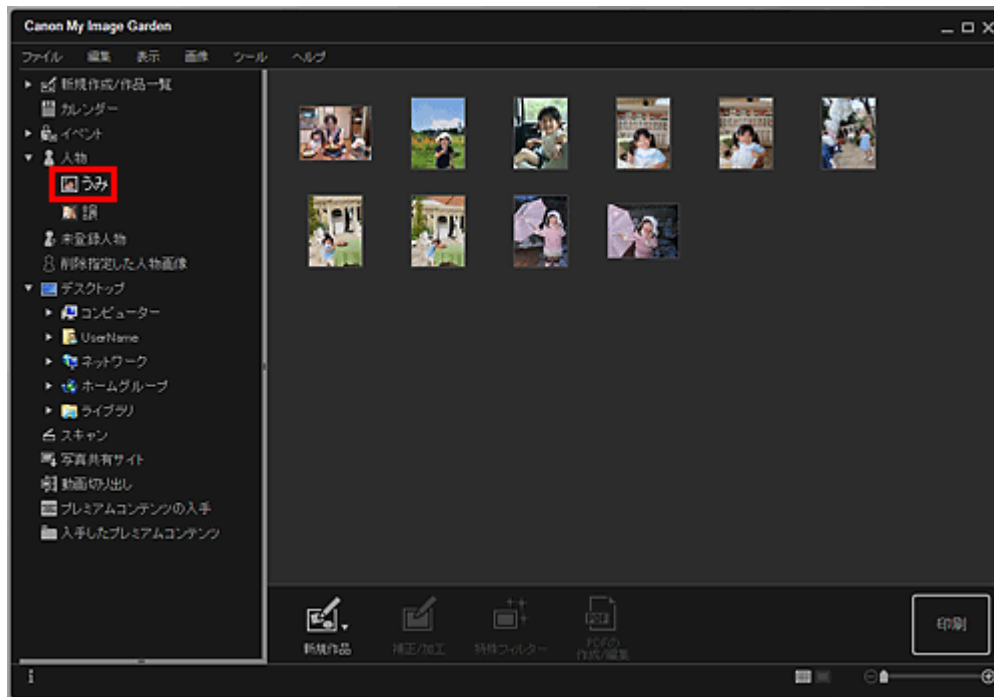 Canon My Image Garden
ファイル 編集 表示 画像 ツール ヘルプ
新規作成/作品一覧
カレンダー
イベント
人物
うみ
譲
未登録人物
削除指定した人物画像
デスクトップ
コンピューター
UserName
ネットワーク
ホームグループ
ライブラリ
スキャン
写真共有サイト
動画切り出し
プレミアムコンテンツの入手
入手したプレミアムコンテンツ
新規作品 補正/加工 特殊フィルター PDFの
作成/編集
印刷